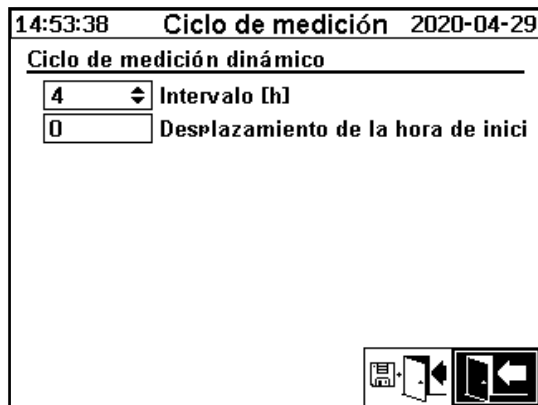 14:53:38 Ciclo de medición 2020-04-29
Ciclo de medición dinámico
4 Intervalo [h]
0 Desplazamiento de la hora de inici